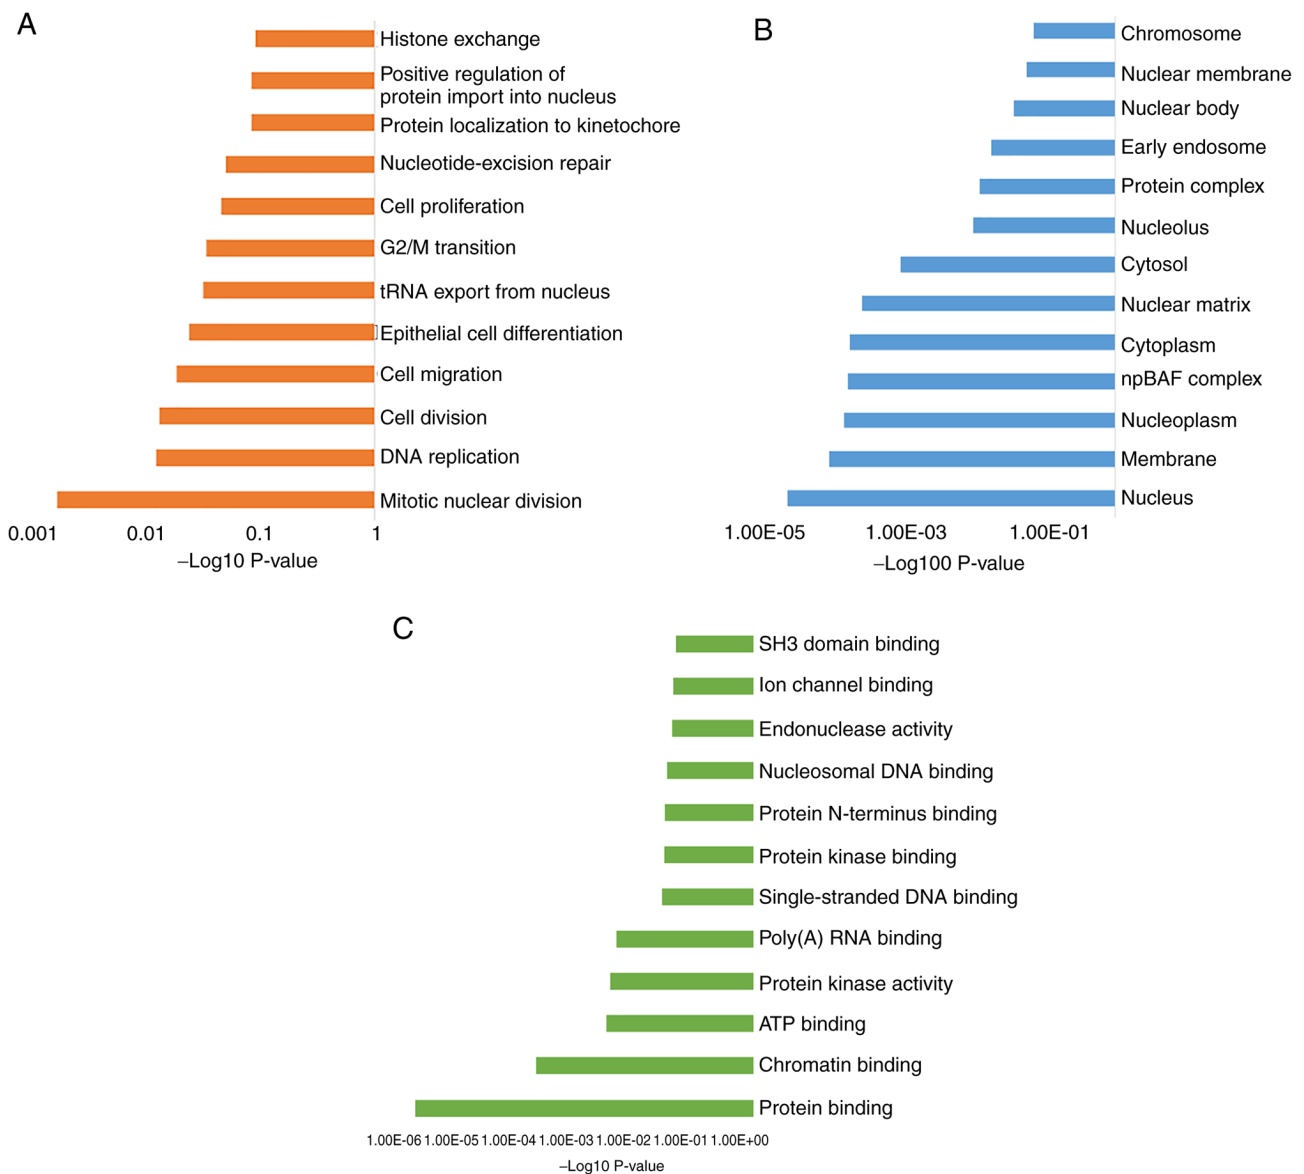 A
Histone exchange
Positive regulation of
protein import into nucleus
Protein localization to kinetochore
Nucleotide-excision repair
Cell proliferation
G2/M transition
tRNA export from nucleus
Epithelial cell differentiation
Cell migration
Cell division
DNA replication
Mitotic nuclear division
0.001 0.01 0.1 1
–Log10 P-value
B
Chromosome
Nuclear membrane
Nuclear body
Early endosome
Protein complex
Nucleolus
Cytosol
Nuclear matrix
Cytoplasm
npBAF complex
Nucleoplasm
Membrane
Nucleus
1.00E-05 1.00E-03 1.00E-01
–Log100 P-value
C
SH3 domain binding
Ion channel binding
Endonuclease activity
Nucleosomal DNA binding
Protein N-terminus binding
Protein kinase binding
Single-stranded DNA binding
Poly(A) RNA binding
Protein kinase activity
ATP binding
Chromatin binding
Protein binding
1.00E-06 1.00E-05 1.00E-04 1.00E-03 1.00E-02 1.00E-01 1.00E+00
–Log10 P-value